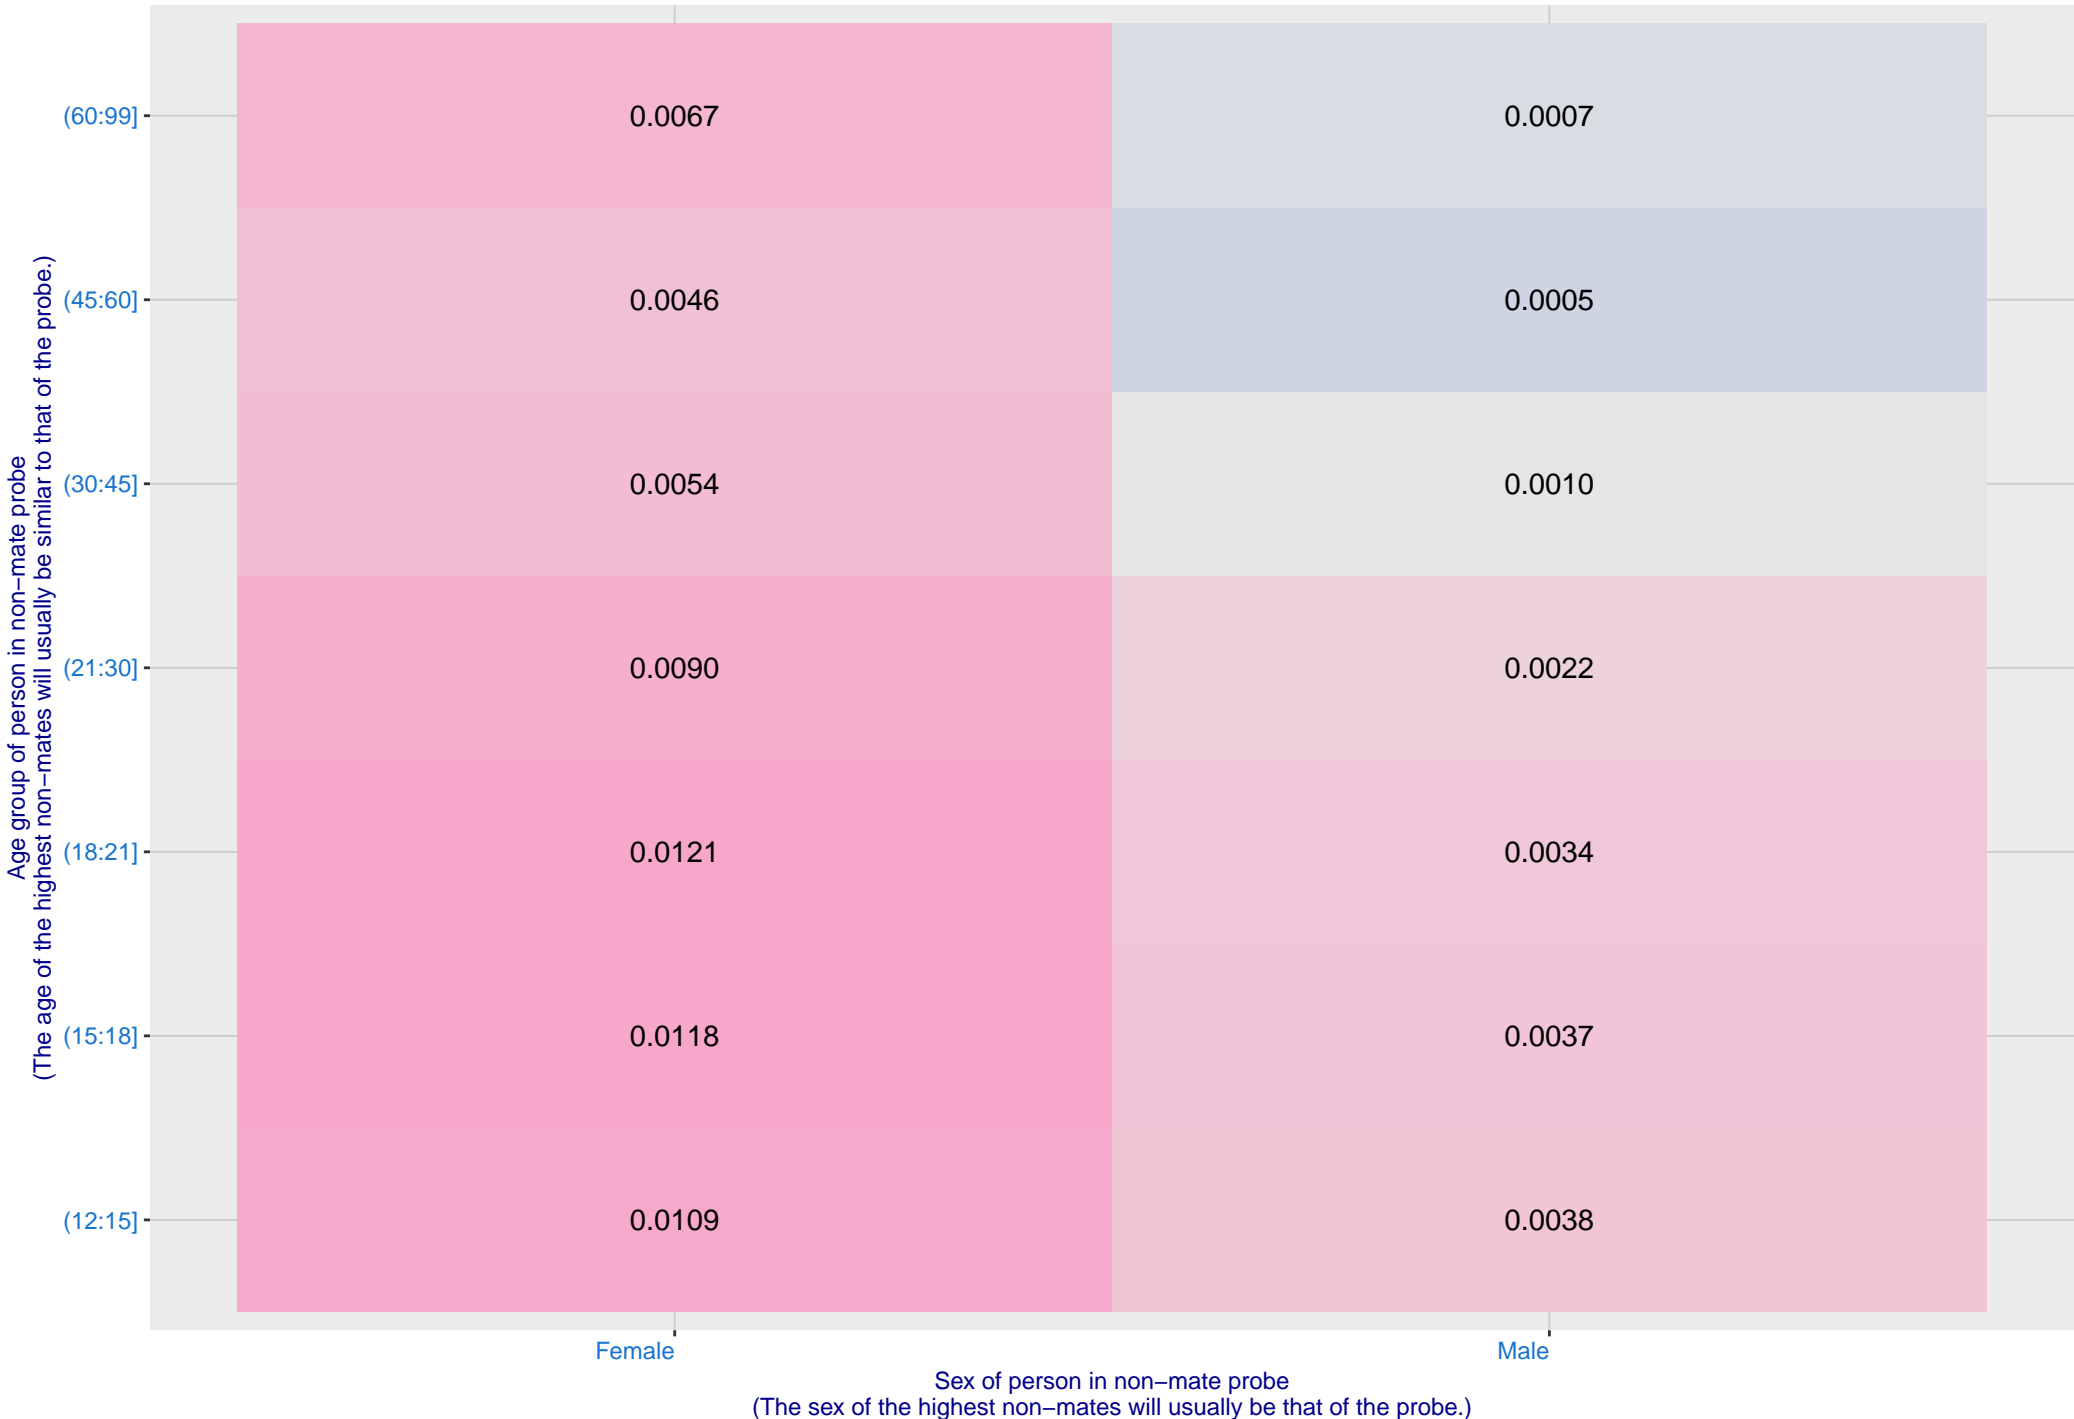 Age group of person in non−mate probe
(The age of the highest non−mates will usually be similar to that of the probe.)
(60:99] 0.0067 0.0007
(45:60] 0.0046 0.0005
(30:45] 0.0054 0.0010
(21:30] 0.0090 0.0022
(18:21] 0.0121 0.0034
(15:18] 0.0118 0.0037
(12:15] 0.0109 0.0038
Female Male
Sex of person in non−mate probe
(The sex of the highest non−mates will usually be that of the probe.)